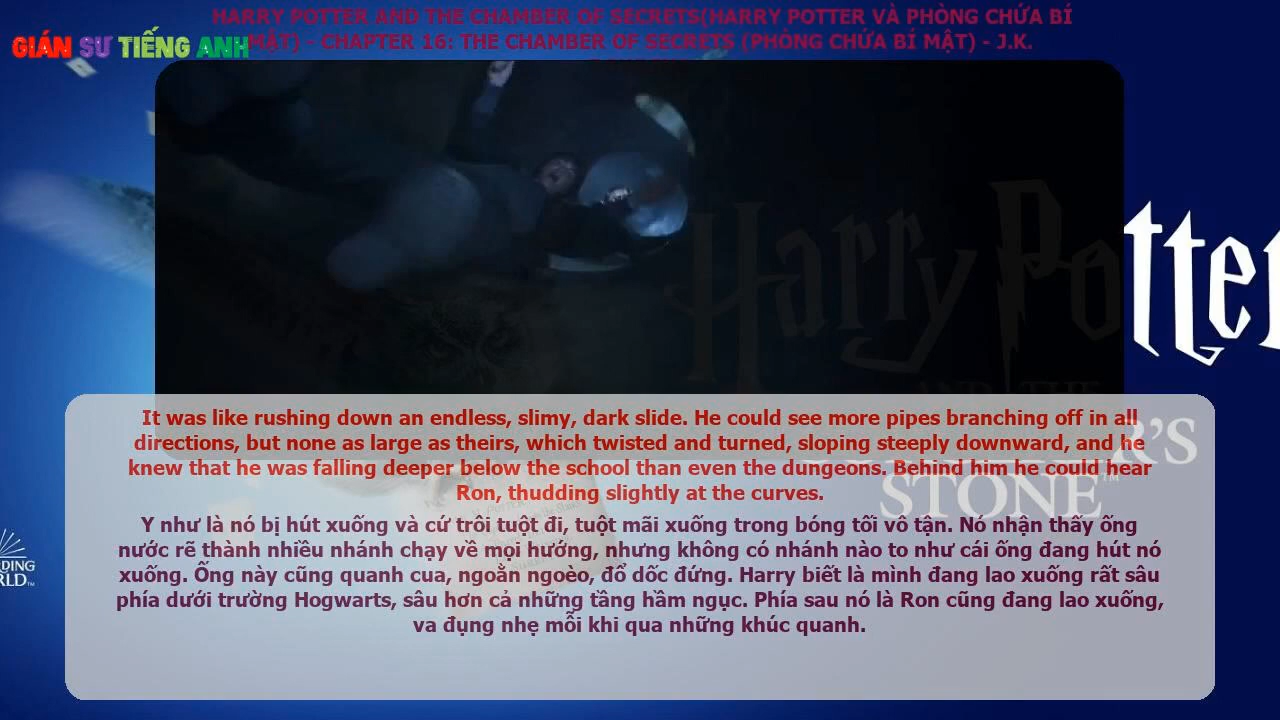 HARRY POTTER AND THE CHAMBER OF SECRETS(HARRY POTTER VÀ PHÒNG CHỨA BÍ
MẬT) - CHAPTER 16: THE CHAMBER OF SECRETS (PHÒNG CHỨA BÍ MẬT) - J.K.
GIÁN SƯ TIẾNG ANH
Harry Potter
AND THE
STONE™
It was like rushing down an endless, slimy, dark slide. He could see more pipes branching off in all
directions, but none as large as theirs, which twisted and turned, sloping steeply downward, and he
knew that he was falling deeper below the school than even the dungeons. Behind him he could hear
Ron, thudding slightly at the curves.
Y như là nó bị hút xuống và cứ trôi tuột đi, tuột mãi xuống trong bóng tối vô tận. Nó nhận thấy ống
nước rẽ thành nhiều nhánh chạy về mọi hướng, nhưng không có nhánh nào to như cái ống đang hút nó
xuống. Ống này cũng quanh cua, ngoằn ngoèo, đổ dốc đứng. Harry biết là mình đang lao xuống rất sâu
phía dưới trường Hogwarts, sâu hơn cả những tầng hầm ngục. Phía sau nó là Ron cũng đang lao xuống,
va đụng nhẹ mỗi khi qua những khúc quanh.